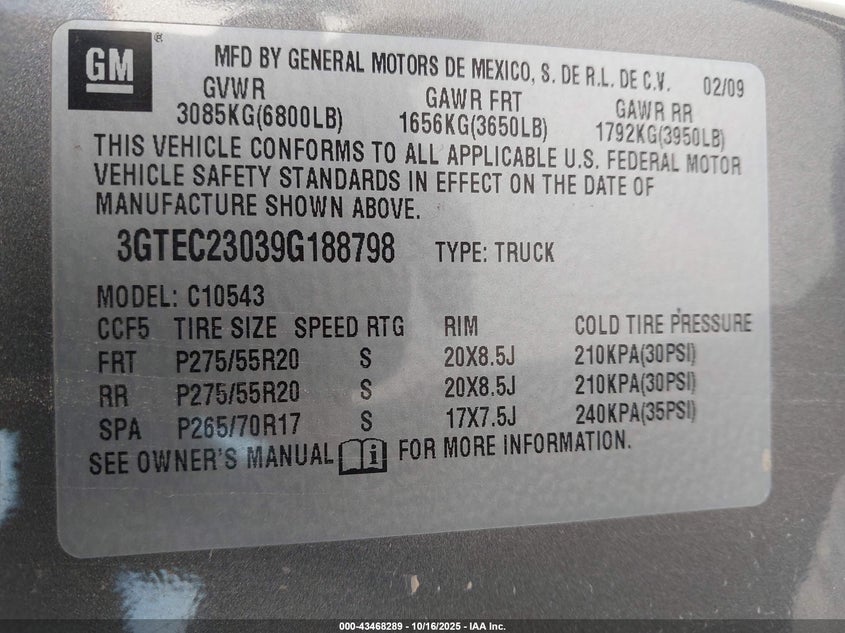 GM ®
MFD BY GENERAL MOTORS DE MEXICO, S. DE R.L. DE C.V. 02/09
GVWR GAWR FRT GAWR RR
3085KG(6800LB) 1656KG(3650LB) 1792KG(3950LB)
THIS VEHICLE CONFORMS TO ALL APPLICABLE U.S. FEDERAL MOTOR
VEHICLE SAFETY STANDARDS IN EFFECT ON THE DATE OF
MANUFACTURE SHOWN ABOVE.
3GTEC23039G188798 TYPE: TRUCK
MODEL: C10543
CCF5 TIRE SIZE SPEED RTG RIM COLD TIRE PRESSURE
FRT P275/55R20 S 20X8.5J 210KPA(30PSI)
RR P275/55R20 S 20X8.5J 210KPA(30PSI)
SPA P265/70R17 S 17X7.5J 240KPA(35PSI)
SEE OWNER'S MANUAL i FOR MORE INFORMATION.
000-43468289 - 10/16/2025 - IAA Inc.